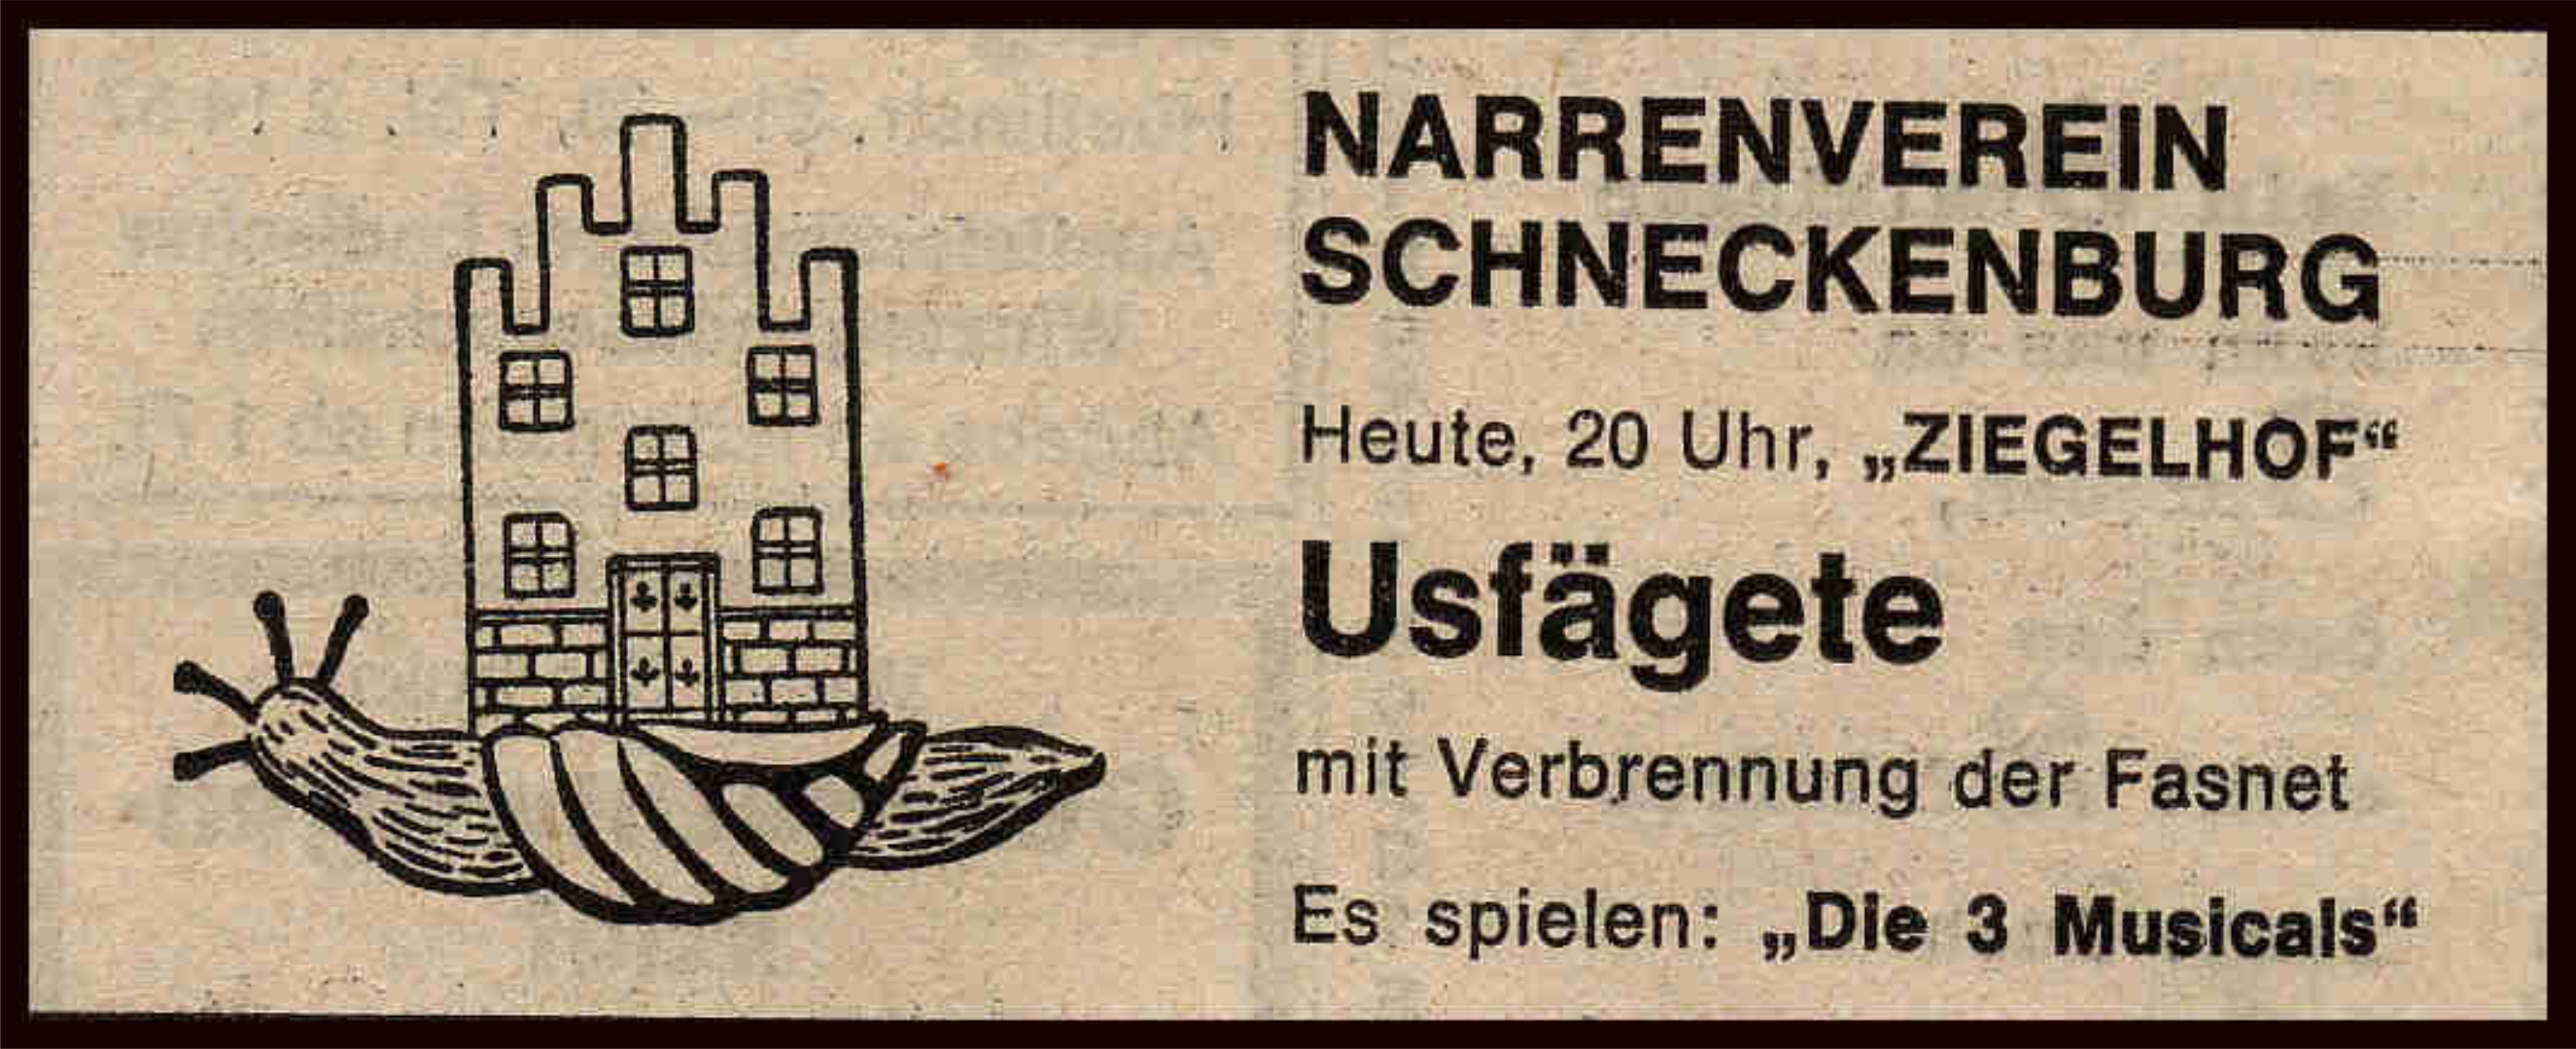 NARRENVEREIN
SCHNECKENBURG
Heute, 20 Uhr, „ZIEGELHOF“
Usfägete
mit Verbrennung der Fasnet
Es spielen: „Die 3 Musicals“